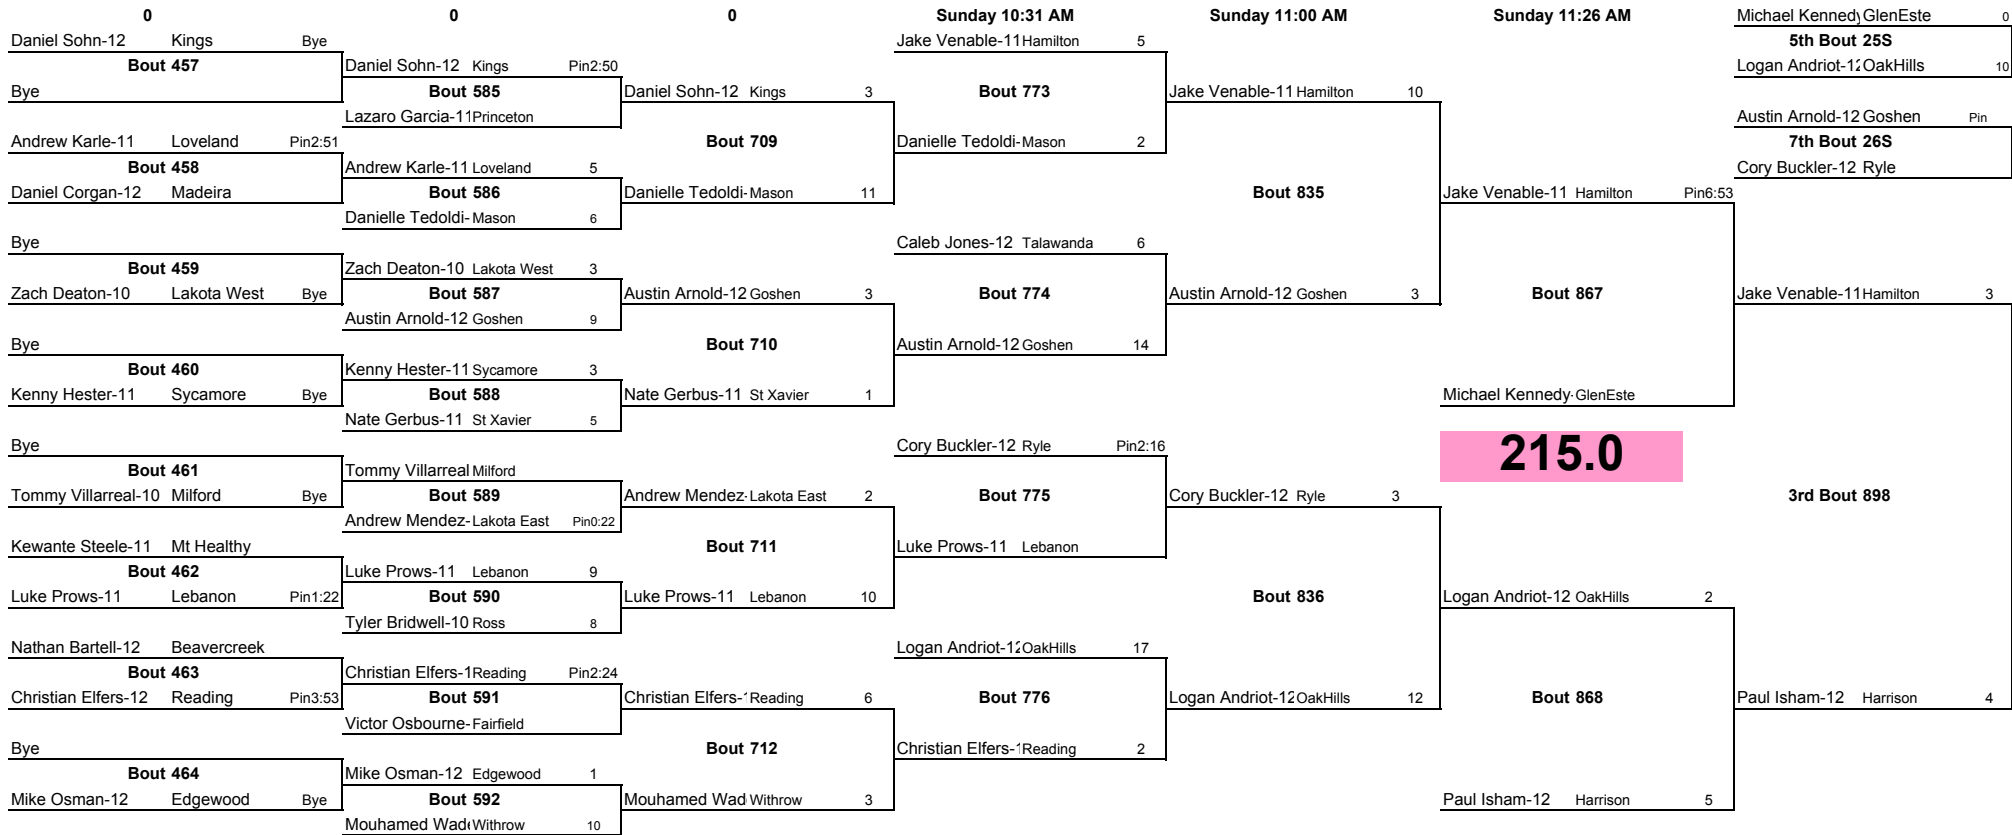 0 0 0 Sunday 10:31 AM Sunday 11:00 AM Sunday 11:26 AM Michael Kennedy GlenEste 0
Daniel Sohn-12 Kings Bye Jake Venable-11 Hamilton 5 5th Bout 25S
Bout 457 Daniel Sohn-12 Kings Pin2:50 Logan Andriot-12 OakHills 10
Bye Bout 585 Daniel Sohn-12 Kings 3 Bout 773 Jake Venable-11 Hamilton 10
Lazaro Garcia-11 Princeton Austin Arnold-12 Goshen Pin
Andrew Karle-11 Loveland Pin2:51 Bout 709 Danielle Tedoldi- Mason 2 7th Bout 26S
Bout 458 Andrew Karle-11 Loveland 5 Cory Buckler-12 Ryle
Daniel Corgan-12 Madeira Bout 586 Danielle Tedoldi- Mason 11 Bout 835 Jake Venable-11 Hamilton Pin6:53
Danielle Tedoldi- Mason 6
Bye Caleb Jones-12 Talawanda 6
Bout 459 Zach Deaton-10 Lakota West 3
Zach Deaton-10 Lakota West Bye Bout 587 Austin Arnold-12 Goshen 3 Bout 774 Austin Arnold-12 Goshen 3 Bout 867 Jake Venable-11 Hamilton 3
Austin Arnold-12 Goshen 9
Bye Bout 710 Austin Arnold-12 Goshen 14
Bout 460 Kenny Hester-11 Sycamore 3
Kenny Hester-11 Sycamore Bye Bout 588 Nate Gerbus-11 St Xavier 1 Michael Kennedy- GlenEste
Nate Gerbus-11 St Xavier 5
Bye Cory Buckler-12 Ryle Pin2:16 215.0
Bout 461 Tommy Villarreal Milford
Tommy Villarreal-10 Milford Bye Bout 589 Andrew Mendez- Lakota East 2 Bout 775 Cory Buckler-12 Ryle 3 3rd Bout 898
Andrew Mendez- Lakota East Pin0:22
Kewante Steele-11 Mt Healthy Bout 711 Luke Prows-11 Lebanon
Bout 462 Luke Prows-11 Lebanon 9
Luke Prows-11 Lebanon Pin1:22 Bout 590 Luke Prows-11 Lebanon 10 Bout 836 Logan Andriot-12 OakHills 2
Tyler Bridwell-10 Ross 8
Nathan Bartell-12 Beavercreek Logan Andriot-12 OakHills 17
Bout 463 Christian Elfers-1 Reading Pin2:24
Christian Elfers-12 Reading Pin3:53 Bout 591 Christian Elfers-1 Reading 6 Bout 776 Logan Andriot-12 OakHills 12 Bout 868 Paul Isham-12 Harrison 4
Victor Osbourne- Fairfield
Bye Bout 712 Christian Elfers-1 Reading 2
Bout 464 Mike Osman-12 Edgewood 1
Mike Osman-12 Edgewood Bye Bout 592 Mouhamed Wad Withrow 3 Paul Isham-12 Harrison 5
Mouhamed Wade Withrow 10